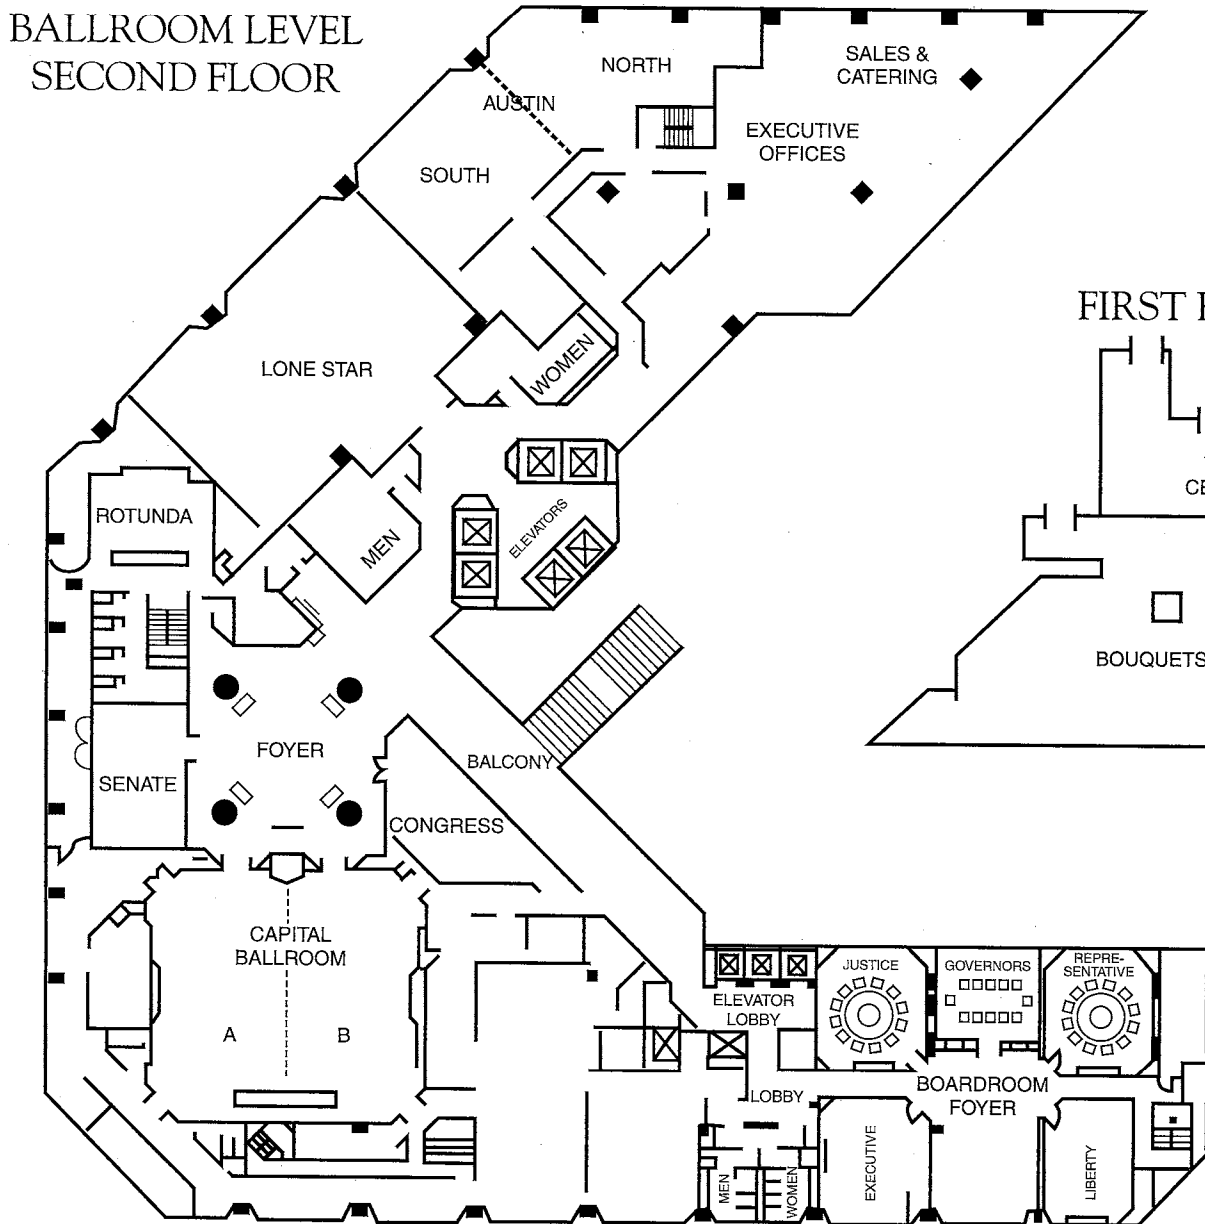 BALLROOM LEVEL
SECOND FLOOR
NORTH
SALES &
CATERING
AUSTIN
EXECUTIVE
OFFICES
SOUTH
FIRST
LONE STAR
WOMEN
CE
ROTUNDA
ELEVATORS
MEN
BOUQUETS
FOYER
BALCONY
SENATE
CONGRESS
CAPITAL
BALLROOM
A
B
JUSTICE
GOVERNORS
REPRE-
SENTATIVE
ELEVATOR
LOBBY
LOBBY
BOARDROOM
FOYER
EXECUTIVE
LIBERTY
MEN
WOMEN